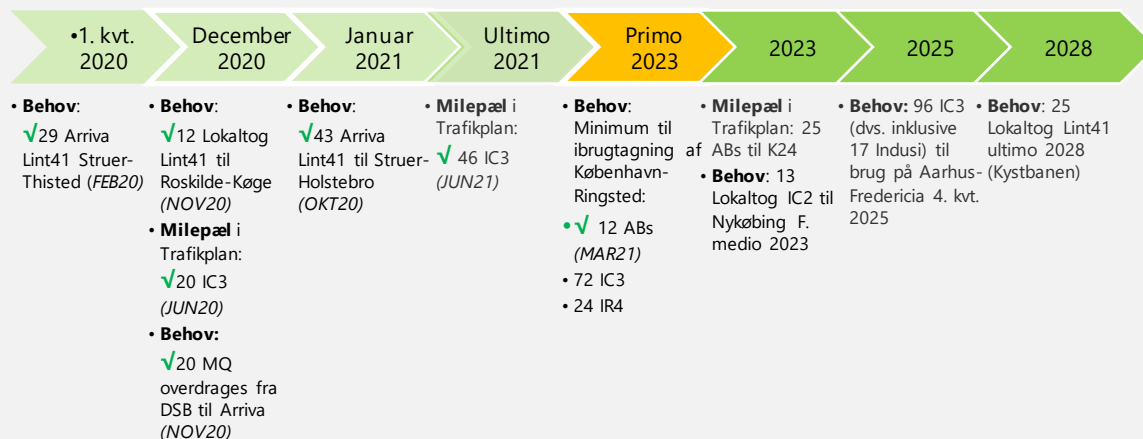 •1. kvt.
2020
December
2020
Januar
2021
Ultimo
2021
Primo
2023
2023
2025
2028
• Behov:
√29 Arriva
Lint41 Struer-
Thisted (FEB20)
• Behov:
√12 Lokaltog
Lint41 til
Roskilde-Køge
(NOV20)
• Milepæl i
Trafikplan:
√20 IC3
(JUN20)
• Behov:
√20 MQ
overdrages fra
DSB til Arriva
(NOV20)
• Behov:
√43 Arriva
Lint41 til Struer-
Holstebro
(OKT20)
• Milepæl i
Trafikplan:
√ 46 IC3
(JUN21)
• Behov:
Minimum til
ibrugtagning af
København-
Ringsted:
•√ 12 ABs
(MAR21)
• 72 IC3
• 24 IR4
• Milepæl i
Trafikplan: 25
ABs til K24
• Behov: 13
Lokaltog IC2 til
Nykøbing F.
medio 2023
• Behov: 96 IC3
(dvs. inklusive
17 Indusi) til
brug på Aarhus-
Fredericia 4. kvt.
2025
• Behov: 25
Lokaltog Lint41
ultimo 2028
(Kystbanen)